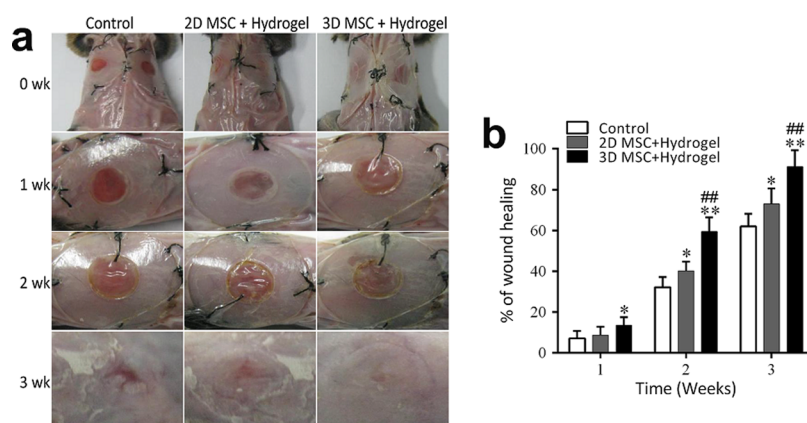 a
Control
2D MSC + Hydrogel
3D MSC + Hydrogel
0 wk
1 wk
2 wk
3 wk
b
Control
2D MSC+Hydrogel
3D MSC+Hydrogel
% of wound healing
100
80
60
40
20
0
*
*
##
**
*
##
**
1
2
3
Time (Weeks)